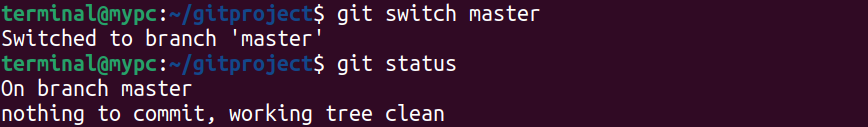 terminal@mypc:~/gitproject$ git switch master
Switched to branch 'master'
terminal@mypc:~/gitproject$ git status
On branch master
nothing to commit, working tree clean